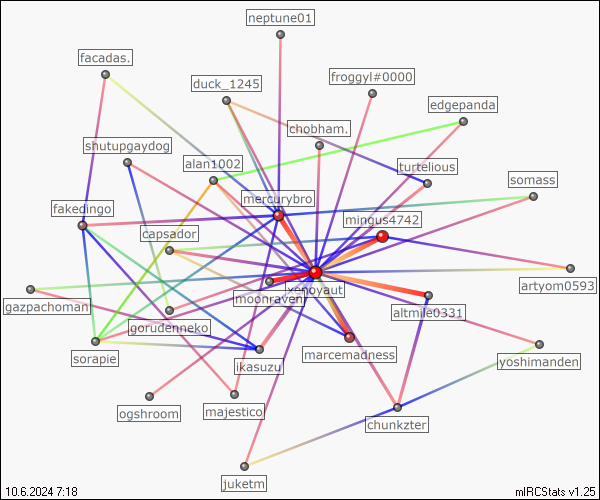 neptune01
facadas.
froggyl#0000
duck_1245
edgepanda
chobham.
shutupgaydog
alan1002
turtelious
somass
mercurybro
fakedingo
mingus4742
capsador
xenoyaut
artyom0593
moonraven
gazpachoman
altmile0331
gorudenneko
marcemadness
sorapie
ikasuzu
yoshimanden
ogshroom
majestico
chunkzter
juketm
10.6.2024 7:18
mIRCStats v1.25